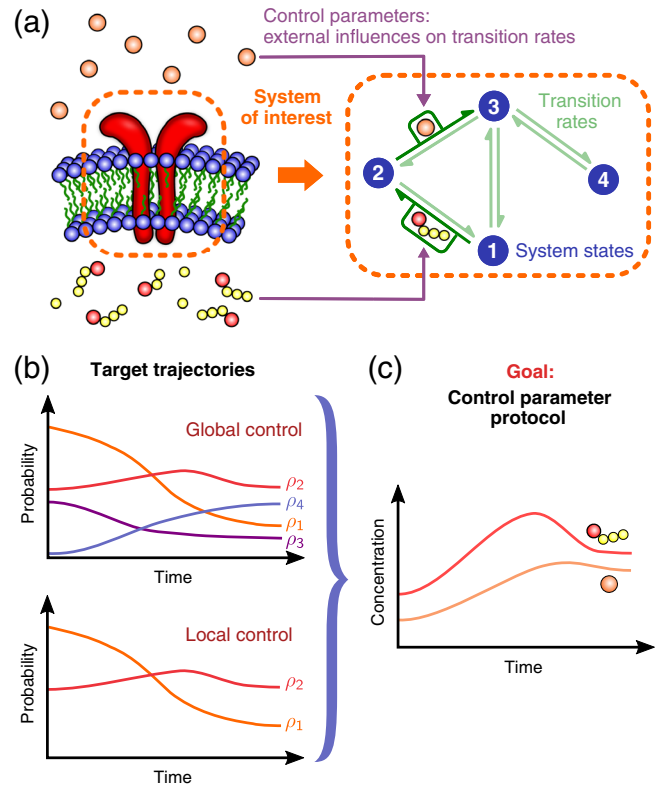 (a)
Control parameters:
external influences on transition rates
System
of interest
3
Transition
rates
2
4
1
System states
(b)
Target trajectories
Global control
Probability
ρ2
ρ4
ρ1
ρ3
Time
Local control
Probability
ρ2
ρ1
Time
(c)
Goal:
Control parameter
protocol
Concentration
Time